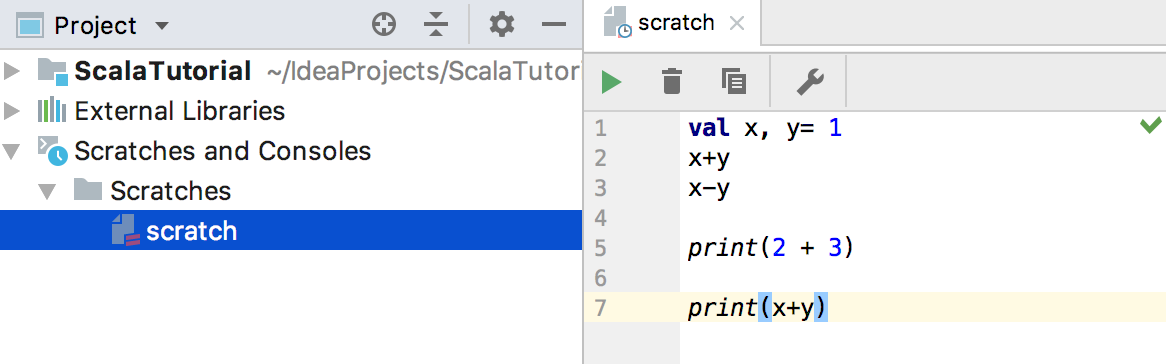 Project
ScalaTutorial ~/IdeaProjects/ScalaTutor
External Libraries
Scratches and Consoles
Scratches
scratch
scratch
1 val x, y= 1
2 x+y
3 x-y
4
5 print(2 + 3)
6
7 print(x+y)